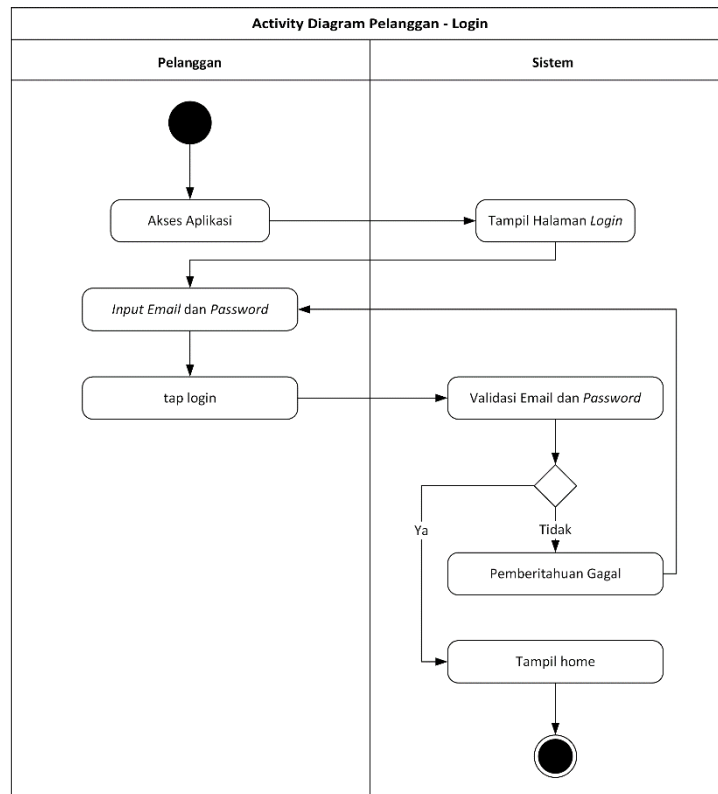 Activity Diagram Pelanggan - Login
Pelanggan
Sistem
Akses Aplikasi
Tampil Halaman Login
Input Email dan Password
tap login
Validasi Email dan Password
Ya
Tidak
Pemberitahuan Gagal
Tampil home